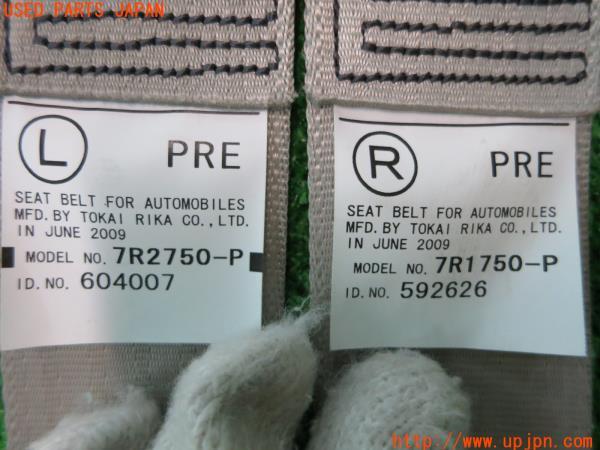 USED PARTS JAPAN
L PRE
SEAT BELT FOR AUTOMOBILES
MFD. BY TOKAI RIKA CO., LTD.
IN JUNE 2009
MODEL NO. 7R2750-P
I.D. NO. 604007
R PRE
SEAT BELT FOR AUTOMOBILES
MFD. BY TOKAI RIKA CO., LTD.
IN JUNE 2009
MODEL NO. 7R1750-P
I.D. NO. 592626
http://www.upjpn.com/